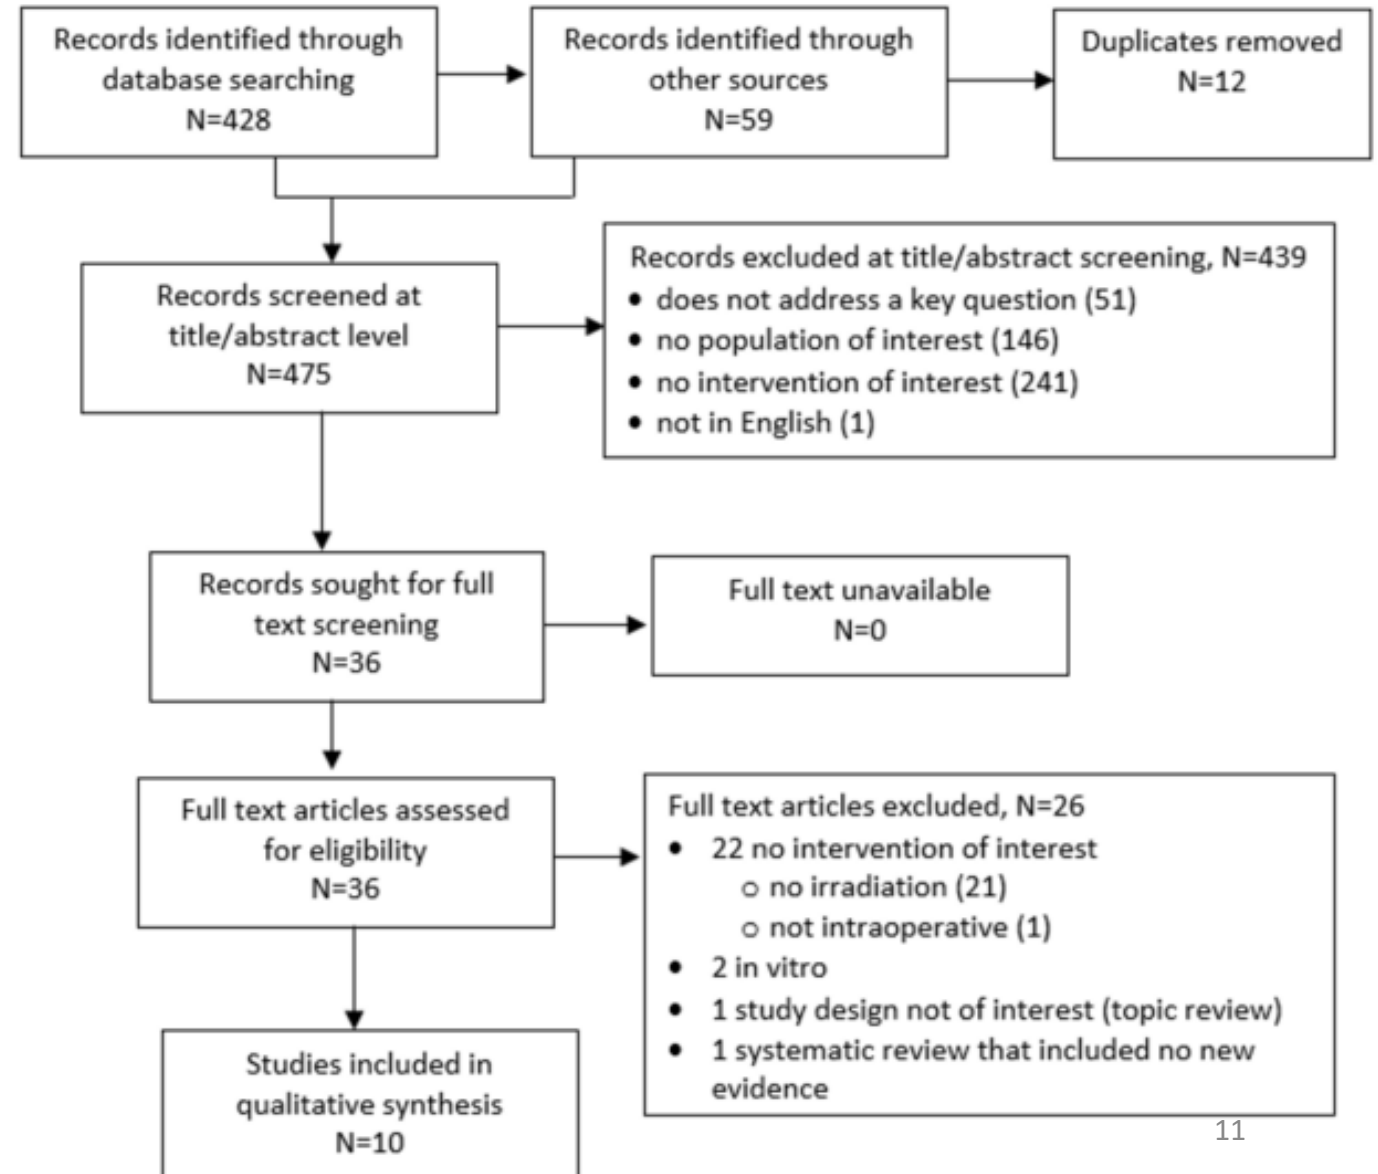 Records identified through
database searching
N=428
Records identified through
other sources
N=59
Duplicates removed
N=12
Records screened at
title/abstract level
N=475
Records excluded at title/abstract screening, N=439
• does not address a key question (51)
• no population of interest (146)
• no intervention of interest (241)
• not in English (1)
Records sought for full
text screening
N=36
Full text unavailable
N=0
Full text articles assessed
for eligibility
N=36
Full text articles excluded, N=26
• 22 no intervention of interest
o no irradiation (21)
o not intraoperative (1)
• 2 in vitro
• 1 study design not of interest (topic review)
• 1 systematic review that included no new
evidence
Studies included in
qualitative synthesis
N=10
11